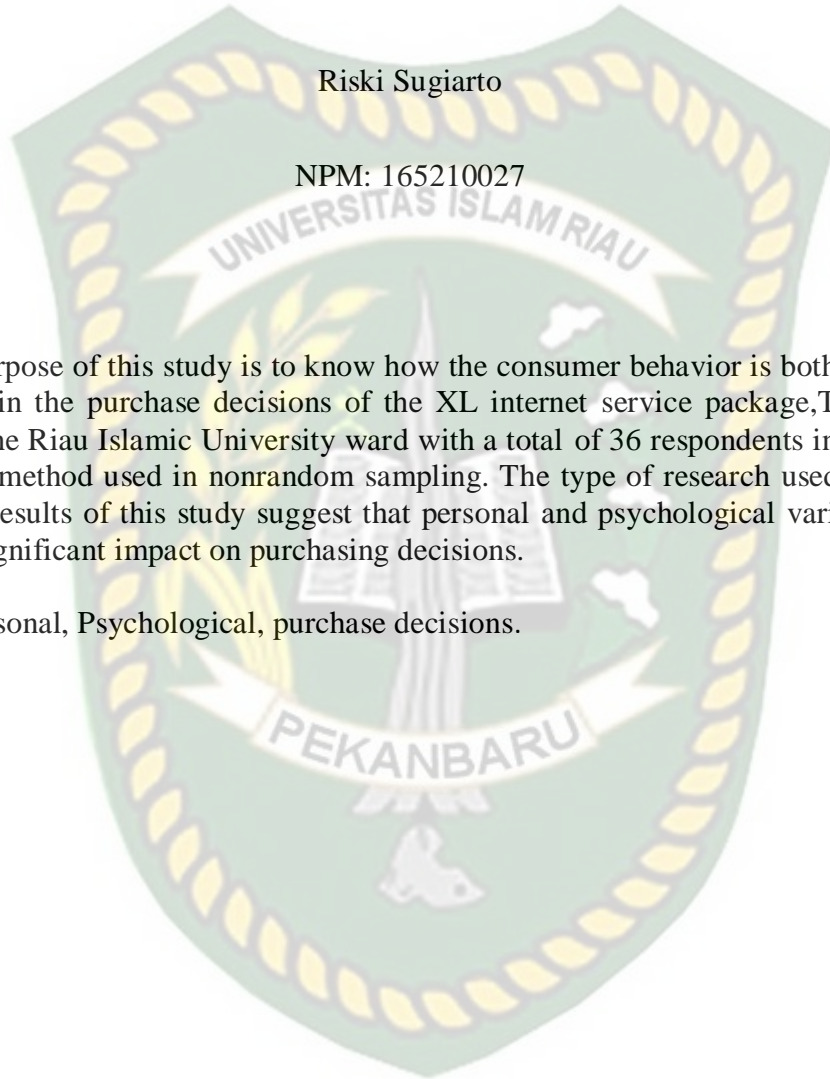 Riski Sugiarto
NPM: 165210027
UNIVERSITAS ISLAM RIAU
rpose of this study is to know how the consumer behavior is both
in the purchase decisions of the XL internet service package,T
ne Riau Islamic University ward with a total of 36 respondents in
method used in nonrandom sampling. The type of research used
esults of this study suggest that personal and psychological vari
gnificant impact on purchasing decisions.
sonal, Psychological, purchase decisions.
PEKANBARU